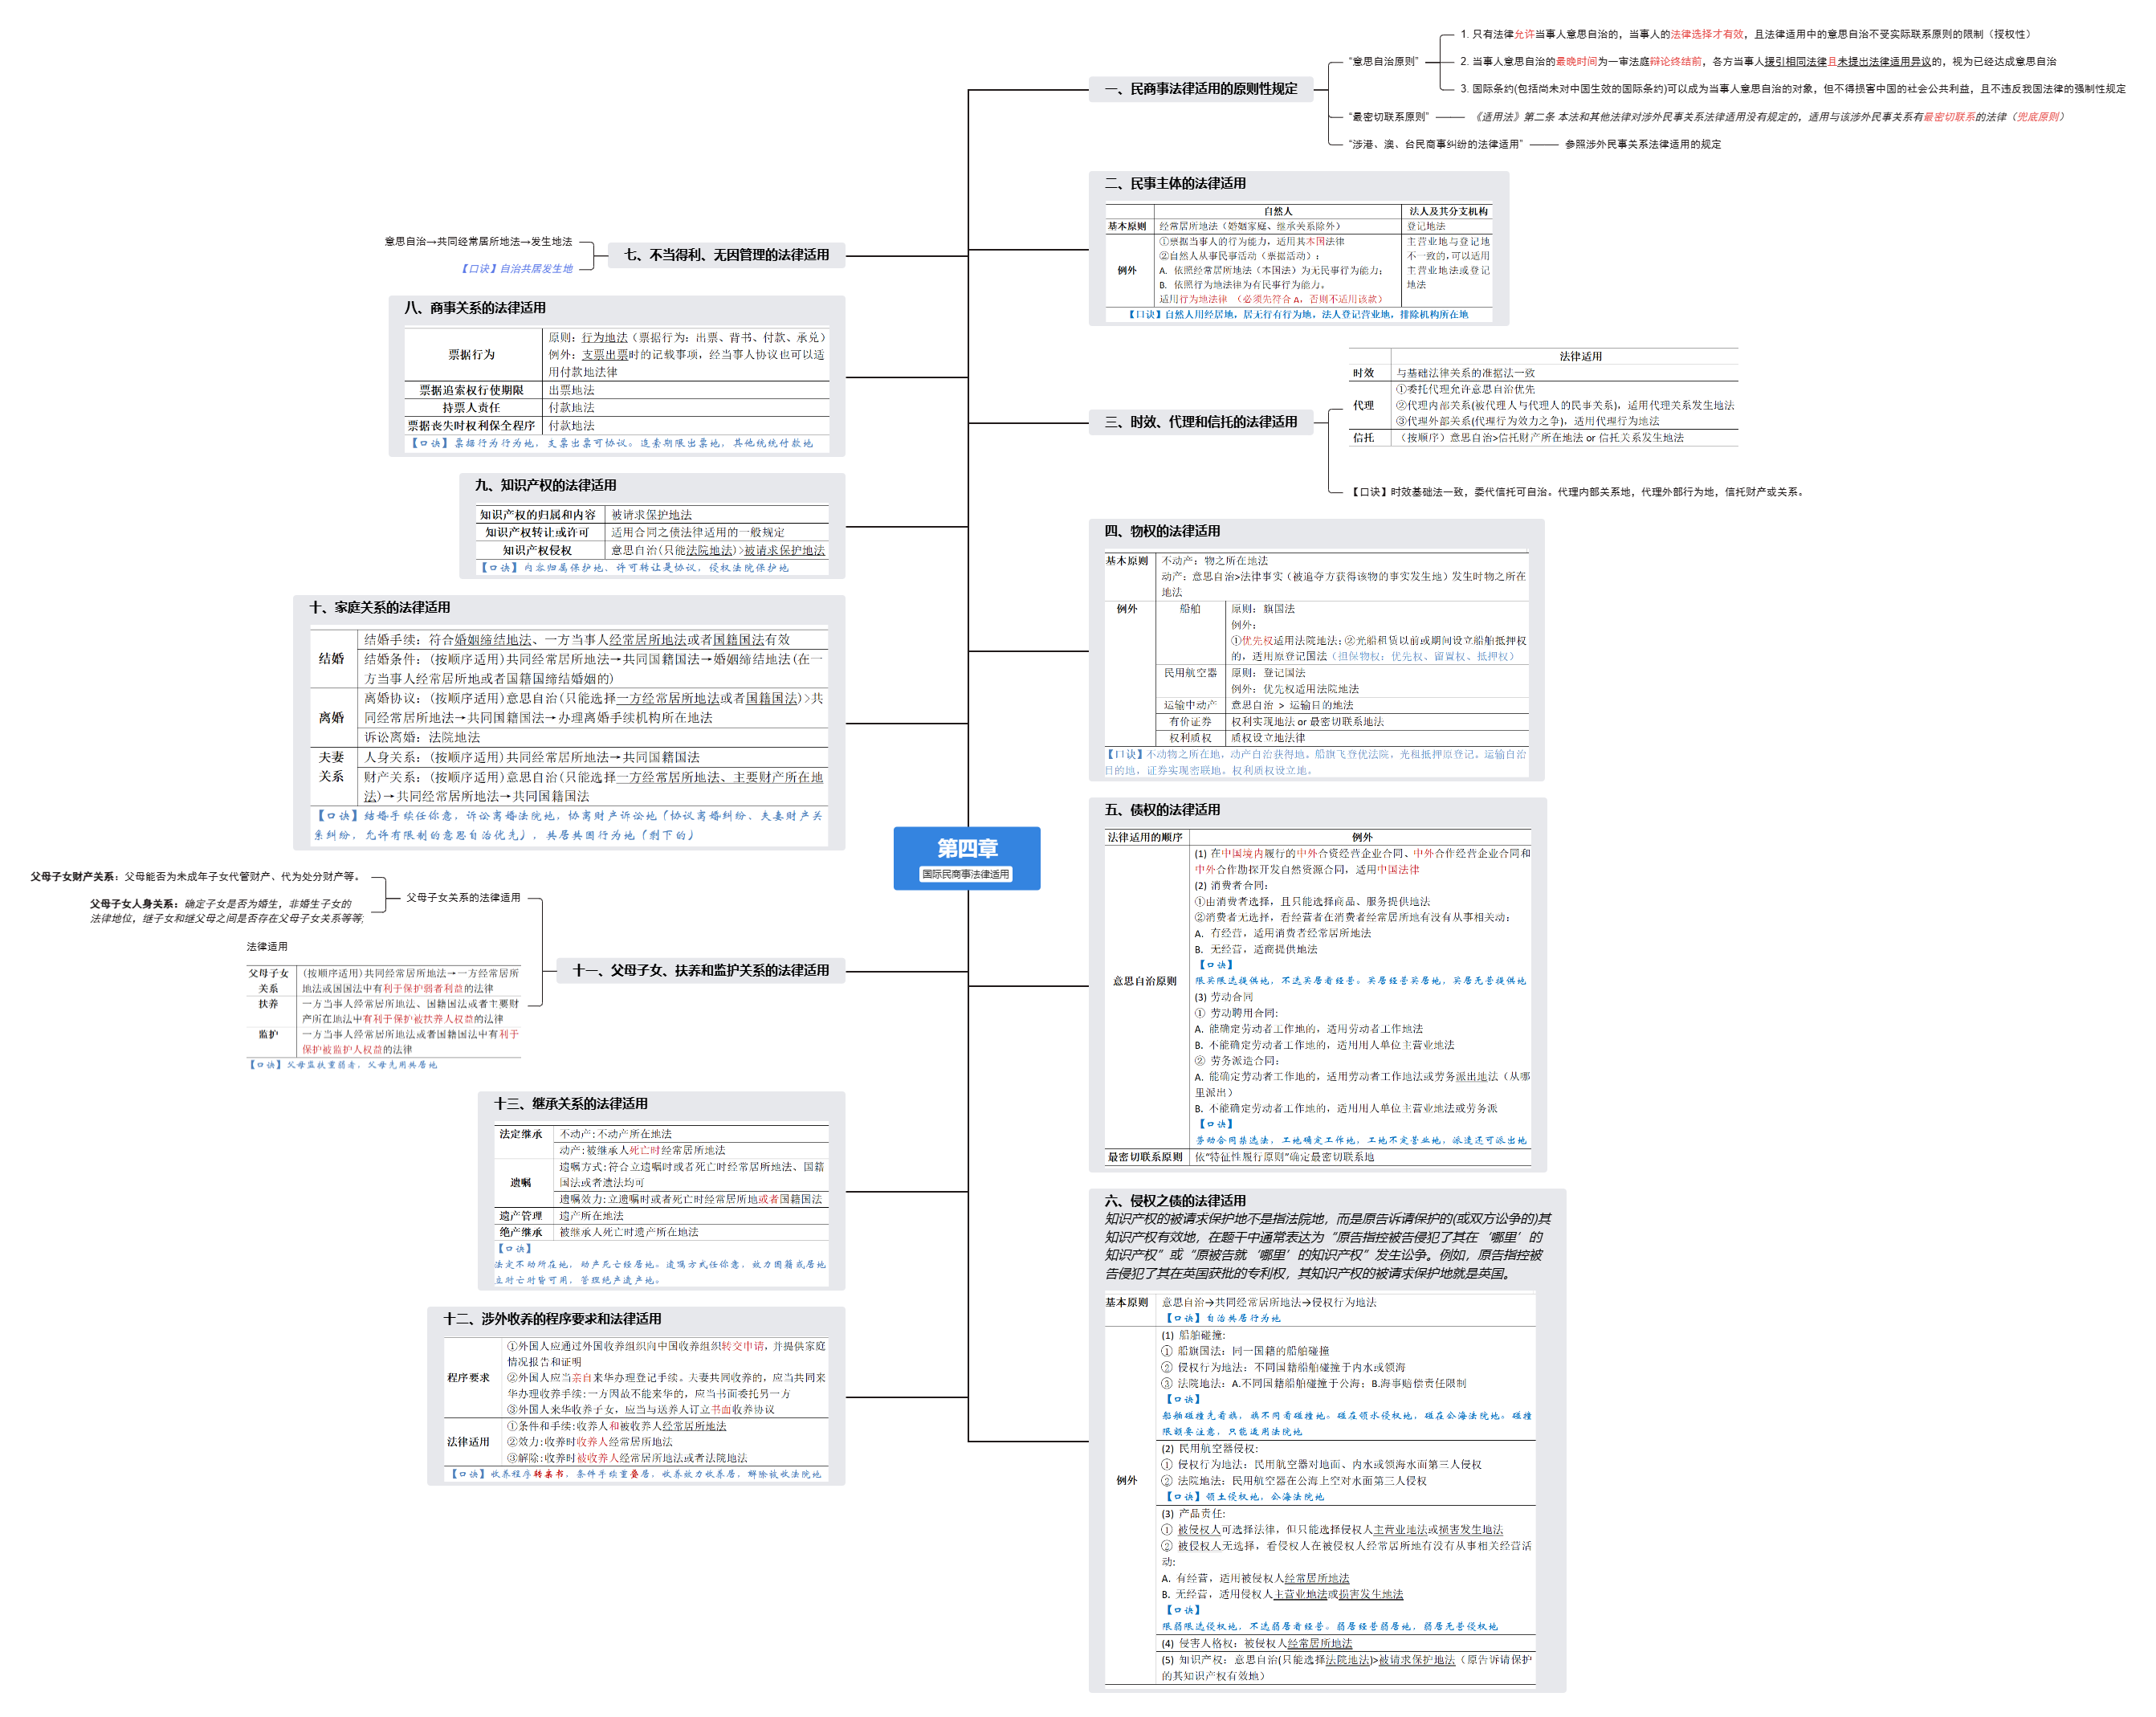 第四章
国际民商事法律适用
一、民商事法律适用的原则性规定
“意思自治原则”
1. 只有法律允许当事人意思自治的，当事人的法律选择才有效，且法律适用中的意思自治不受实际联系原则的限制（授权性）
2. 当事人意思自治的最晚时间为一审法庭辩论终结前，各方当事人援引相同法律且未提出法律适用异议的，视为已经达成意思自治
3. 国际条约(包括尚未对中国生效的国际条约)可以成为当事人意思自治的对象，但不得损害中国的社会公共利益，且不违反我国法律的强制性规定
“最密切联系原则”
《适用法》第二条 本法和其他法律对涉外民事关系法律适用没有规定的，适用与该涉外民事关系有最密切联系的法律（兜底原则）
“涉港、澳、台民商事纠纷的法律适用”
参照涉外民事关系法律适用的规定
二、民事主体的法律适用
自然人 法人及其分支机构
基本原则 经常居所地法（婚姻家庭、继承关系除外） 登记地法
例外
①票据当事人的行为能力，适用其本国法律
②自然人从事民事活动（票据活动）：
A. 依照经常居所地法（本国法）为无民事行为能力；
B. 依照行为地法律为有民事行为能力。
适用行为地法律 （必须先符合 A，否则不适用该款）
主营业地与登记地
不一致的，可以适用
主营业地法或登记
地法
【口诀】自然人用经居地，居无行有行为地。法人登记营业地，排除机构所在地
三、时效、代理和信托的法律适用
法律适用
时效 与基础法律关系的准据法一致
代理
①委托代理允许意思自治优先
②代理内部关系(被代理人与代理人的民事关系)，适用代理关系发生地法
③代理外部关系(代理行为效力之争)，适用代理行为地法
信托 （按顺序）意思自治>信托财产所在地法 or 信托关系发生地法
【口诀】时效基础法一致，委代信托可自治。代理内部关系地，代理外部行为地，信托财产或关系。
四、物权的法律适用
基本原则 不动产：物之所在地法
动产：意思自治>法律事实（被追夺方获得该物的事实发生地）发生时物之所在
地法
例外 船舶 原则：旗国法
例外：
①优先权适用法院地法；②光船租赁以前或期间设立船舶抵押权
的，适用原登记国法（担保物权：优先权、留置权、抵押权）
民用航空器 原则：登记国法
例外：优先权适用法院地法
运输中动产 意思自治 > 运输目的地法
有价证券 权利实现地法 or 最密切联系地法
权利质权 质权设立地法律
【口诀】不动物之所在地，动产自治获得地。船旗飞登优法院，光租抵押原登记。运输自治
目的地，证券实现密联地。权利质权设立地。
五、债权的法律适用
法律适用的顺序 例外
意思自治原则
(1) 在中国境内履行的中外合资经营企业合同、中外合作经营企业合同和
中外合作勘探开发自然资源合同，适用中国法律
(2) 消费者合同：
①由消费者选择，且只能选择商品、服务提供地法
②消费者无选择，看经营者在消费者经常居所地有没有从事相关动：
A. 有经营，适用消费者经常居所地法
B. 无经营，适商提供地法
【口诀】
限买限选提供地，不选买居看经营。买居经营买居地，买居无营提供地
(3) 劳动合同
① 劳动聘用合同：
A. 能确定劳动者工作地的，适用劳动者工作地法
B. 不能确定劳动者工作地的，适用用人单位主营业地法
② 劳务派造合同：
A. 能确定劳动者工作地的，适用劳动者工作地法或劳务派出地法（从哪
里派出）
B. 不能确定劳动者工作地的，适用用人单位主营业地法或劳务派
【口诀】
劳动合同禁选法，工地确定工作地，工地不定营业地，派遣还可派出地
最密切联系原则 依“特征性履行原则”确定最密切联系地
六、侵权之债的法律适用
知识产权的被请求保护地不是指法院地，而是原告诉请保护的(或双方讼争的)其
知识产权有效地，在题干中通常表达为“原告指控被告侵犯了其在‘哪里’的
知识产权”或“原被告就‘哪里’的知识产权”发生讼争。例如，原告指控被
告侵犯了其在英国获批的专利权，其知识产权的被请求保护地就是英国。
基本原则 意思自治→共同经常居所地法→侵权行为地法
【口诀】自治共居行为地
例外
(1) 船舶碰撞:
① 船旗国法：同一国籍的船舶碰撞
② 侵权行为地法：不同国籍船舶碰撞于内水或领海
③ 法院地法：A.不同国籍船舶碰撞于公海；B.海事赔偿责任限制
【口诀】
船舶碰撞先看旗，旗不同看碰撞地。碰在领水侵权地，碰在公海法院地。碰撞
限额要注意，只能适用法院地
(2) 民用航空器侵权:
① 侵权行为地法：民用航空器对地面、内水或领海水面第三人侵权
② 法院地法：民用航空器在公海上空对水面第三人侵权
【口诀】领土侵权地，公海法院地
(3) 产品责任:
① 被侵权人可选择法律，但只能选择侵权人主营业地法或损害发生地法
② 被侵权人无选择，看侵权人在被侵权人经常居所地有没有从事相关经营活
动:
A. 有经营，适用被侵权人经常居所地法
B. 无经营，适用侵权人主营业地法或损害发生地法
【口诀】
限弱限选侵权地，不选弱居看经营。弱居经营弱居地，弱居无营侵权地
(4) 侵害人格权：被侵权人经常居所地法
(5) 知识产权：意思自治(只能选择法院地法)>被请求保护地法（原告诉请保护
的其知识产权有效地）
七、不当得利、无因管理的法律适用
意思自治→共同经常居所地法→发生地法
【口诀】自治共居发生地
八、商事关系的法律适用
票据行为
原则：行为地法（票据行为：出票、背书、付款、承兑）
例外：支票出票时的记载事项，经当事人协议也可以适
用付款地法律
票据追索权行使期限 出票地法
持票人责任 付款地法
票据丧失时权利保全程序 付款地法
【口诀】票据行为行为地，支票出票可协议。追索期限出票地，其他统统付款地
九、知识产权的法律适用
知识产权的归属和内容 被请求保护地法
知识产权转让或许可 适用合同之债法律适用的一般规定
知识产权侵权 意思自治(只能法院地法)>被请求保护地法
【口诀】内容归属保护地，许可转让是协议，侵权法院保护地
十、家庭关系的法律适用
结婚
结婚手续：符合婚姻缔结地法、一方当事人经常居所地法或者国籍国法有效
结婚条件：(按顺序适用)共同经常居所地法→共同国籍国法→婚姻缔结地法(在一
方当事人经常居所地或者国籍国缔结婚姻的)
离婚
离婚协议：(按顺序适用)意思自治(只能选择一方经常居所地法或者国籍国法)>共
同经常居所地法→共同国籍国法→办理离婚手续机构所在地法
诉讼离婚：法院地法
夫妻
关系
人身关系：(按顺序适用)共同经常居所地法→共同国籍国法
财产关系：(按顺序适用)意思自治(只能选择一方经常居所地法、主要财产所在地
法)→共同经常居所地法→共同国籍国法
【口诀】结婚手续任你意，诉讼离婚法院地，协离财产诉讼地（协议离婚纠纷、夫妻财产关
系纠纷，允许有限制的意思自治优先），共居共国行为地（剩下的）
十一、父母子女、扶养和监护关系的法律适用
父母子女关系的法律适用
父母子女财产关系：父母能否为未成年子女代管财产、代为处分财产等。
父母子女人身关系：确定子女是否为婚生，非婚生子女的
法律地位，继子女和继父母之间是否存在父母子女关系等等;
法律适用
父母子女
关系
(按顺序适用)共同经常居所地法→一方经常居所
地法或国国法中有利于保护弱者利益的法律
扶养 一方当事人经常居所地法、国籍国法或者主要财
产所在地法中有利于保护被扶养人权益的法律
监护 一方当事人经常居所地法或者国籍国法中有利于
保护被监护人权益的法律
【口诀】父母监扶重弱者，父母先用共居地
十三、继承关系的法律适用
法定继承 不动产:不动产所在地法
动产:被继承人死亡时经常居所地法
遗嘱
遗嘱方式:符合立遗嘱时或者死亡时经常居所地法、国籍
国法或者遗法均可
遗嘱效力:立遗嘱时或者死亡时经常居所地或者国籍国法
遗产管理 遗产所在地法
绝产继承 被继承人死亡时遗产所在地法
【口诀】
法定不动所在地，动产死亡经居地。遗嘱方式任你意，效力国籍或居地
立时亡时皆可用，管理绝产遗产地。
十二、涉外收养的程序要求和法律适用
程序要求
①外国人应通过外国收养组织向中国收养组织转交申请，并提供家庭
情况报告和证明
②外国人应当亲自来华办理登记手续。夫妻共同收养的，应当共同来
华办理收养手续:一方因故不能来华的，应当书面委托另一方
③外国人来华收养子女，应当与送养人订立书面收养协议
法律适用
①条件和手续:收养人和被收养人经常居所地法
②效力:收养时收养人经常居所地法
③解除:收养时被收养人经常居所地法或者法院地法
【口诀】收养程序转亲书，条件手续重叠居，收养效力收养居，解除被收法院地